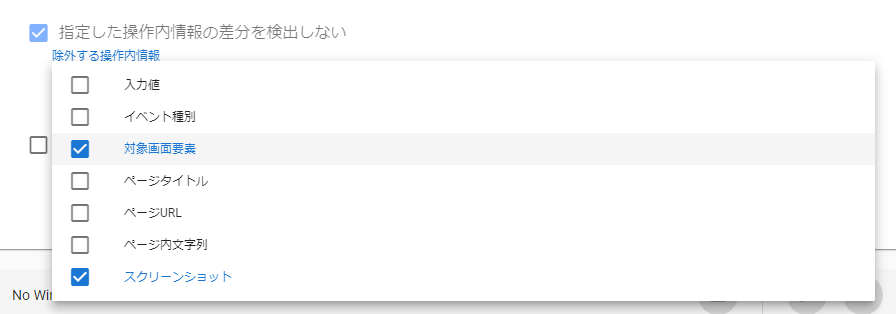 指定した操作内情報の差分を検出しない
除外する操作内情報
入力値
イベント種別
対象画面要素
ページタイトル
ページURL
ページ内文字列
スクリーンショット
No Wi